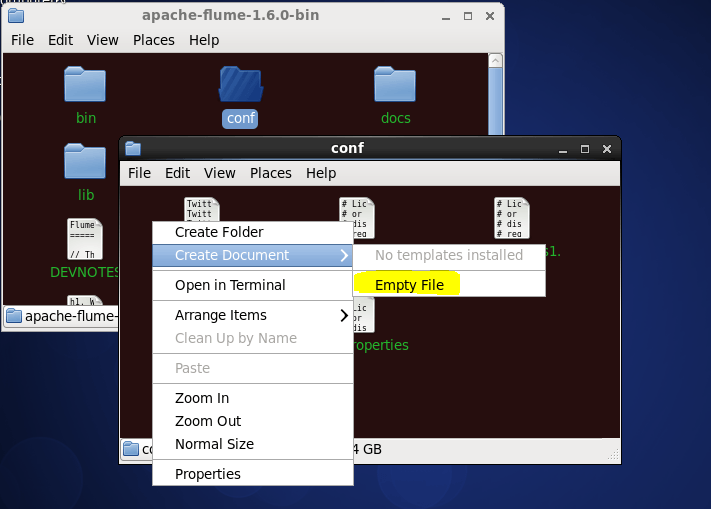 apache-flume-1.6.0-bin
File Edit View Places Help
bin
conf
docs
lib
Flume
=====
// Th
DEVNOTES
h1. W
apache-flume-
conf
File Edit View Places Help
Twitt
Twitt
# Lic
# or
# dis
# reg
# Lic
# or
# dis
# reg
s1.
or
dis
roperties
Create Folder
Create Document
No templates installed
Empty File
Open in Terminal
Arrange Items
Clean Up by Name
Paste
Zoom In
Zoom Out
Normal Size
Properties
co
4 GB